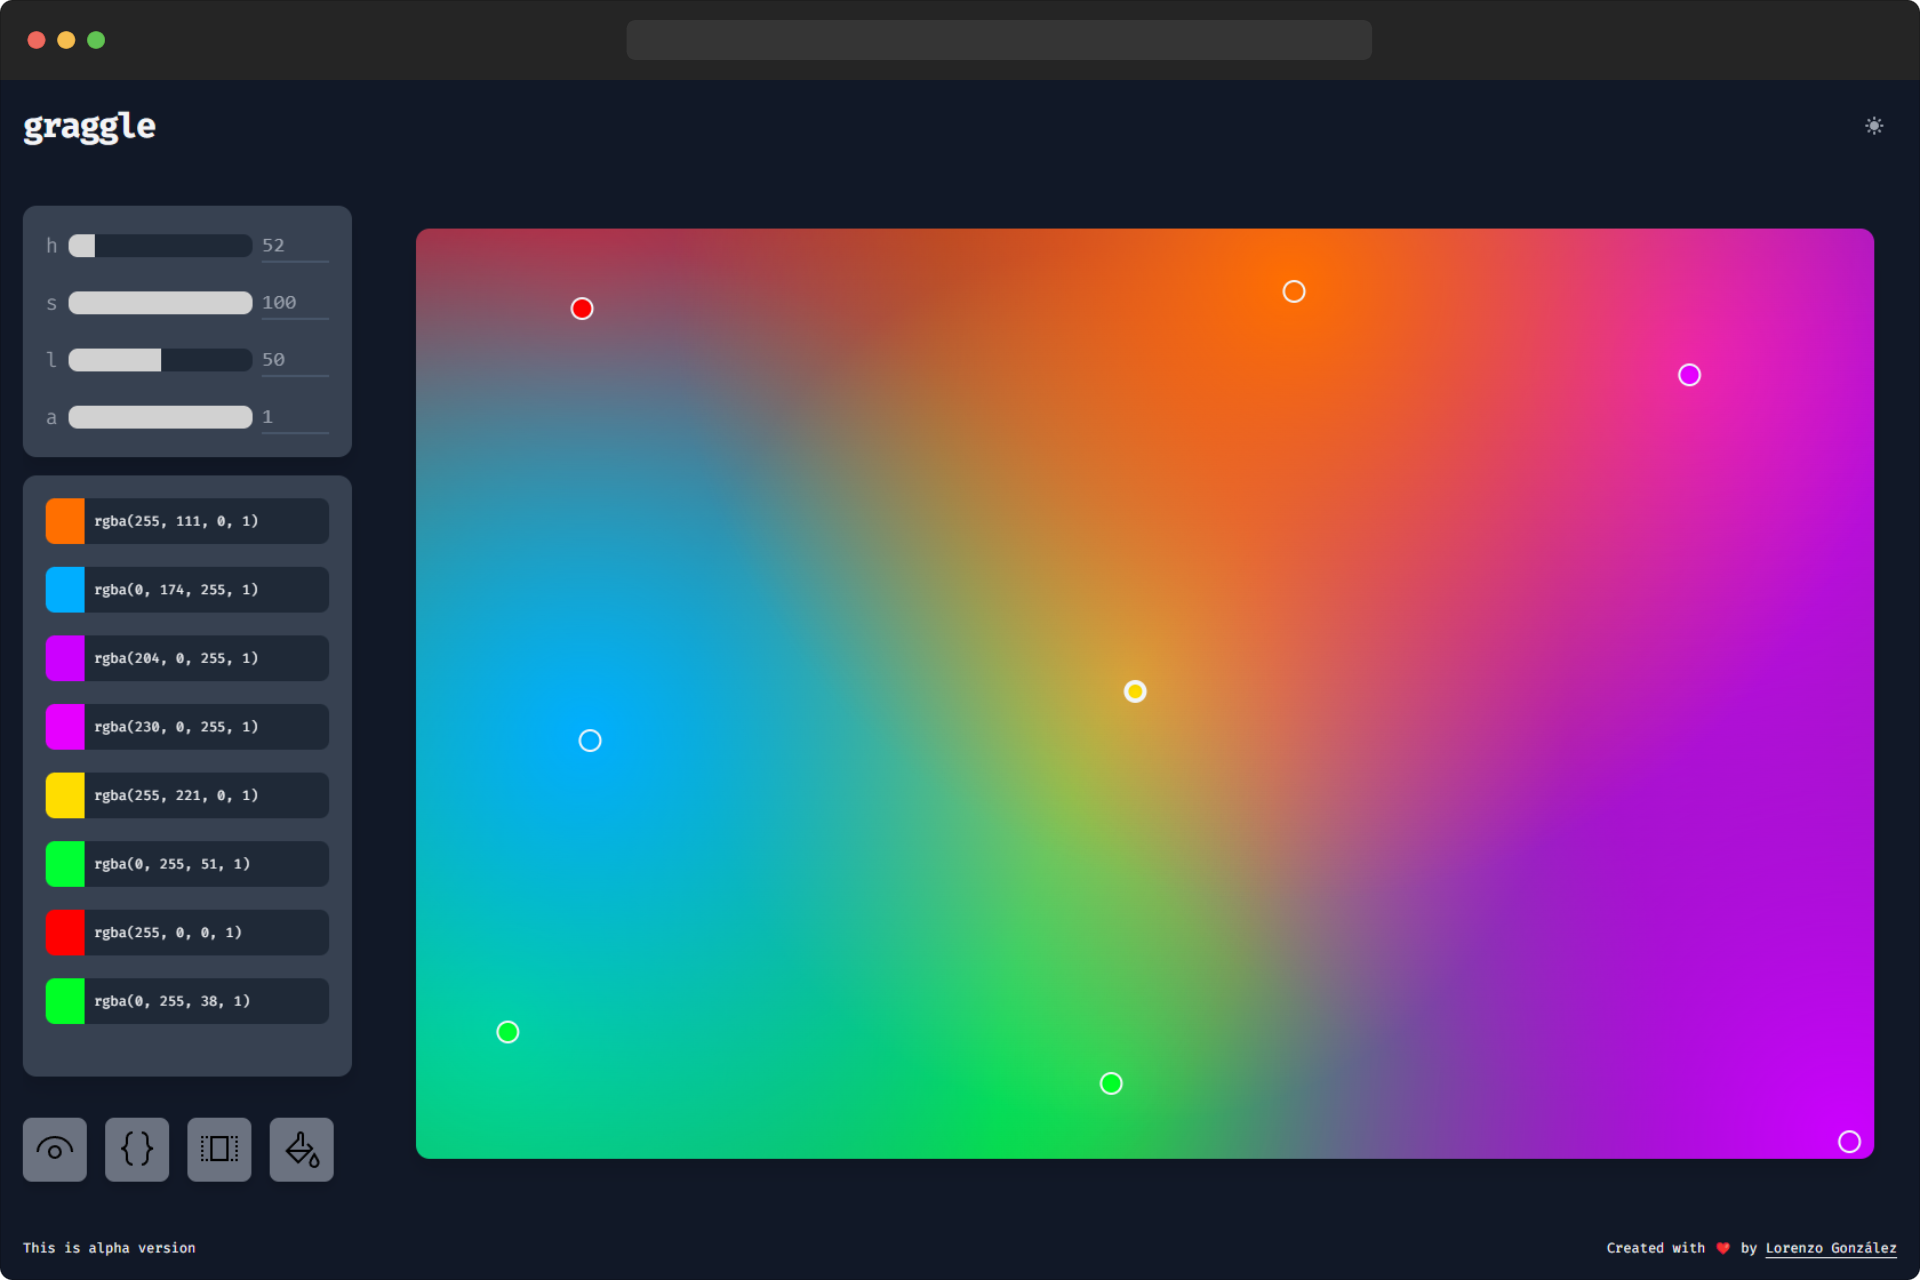 graggle
h 52
s 100
l 50
a 1
rgba(255, 111, 0, 1)
rgba(0, 174, 255, 1)
rgba(204, 0, 255, 1)
rgba(230, 0, 255, 1)
rgba(255, 221, 0, 1)
rgba(0, 255, 51, 1)
rgba(255, 0, 0, 1)
rgba(0, 255, 38, 1)
{}
This is alpha version
Created with ❤️ by Lorenzo González